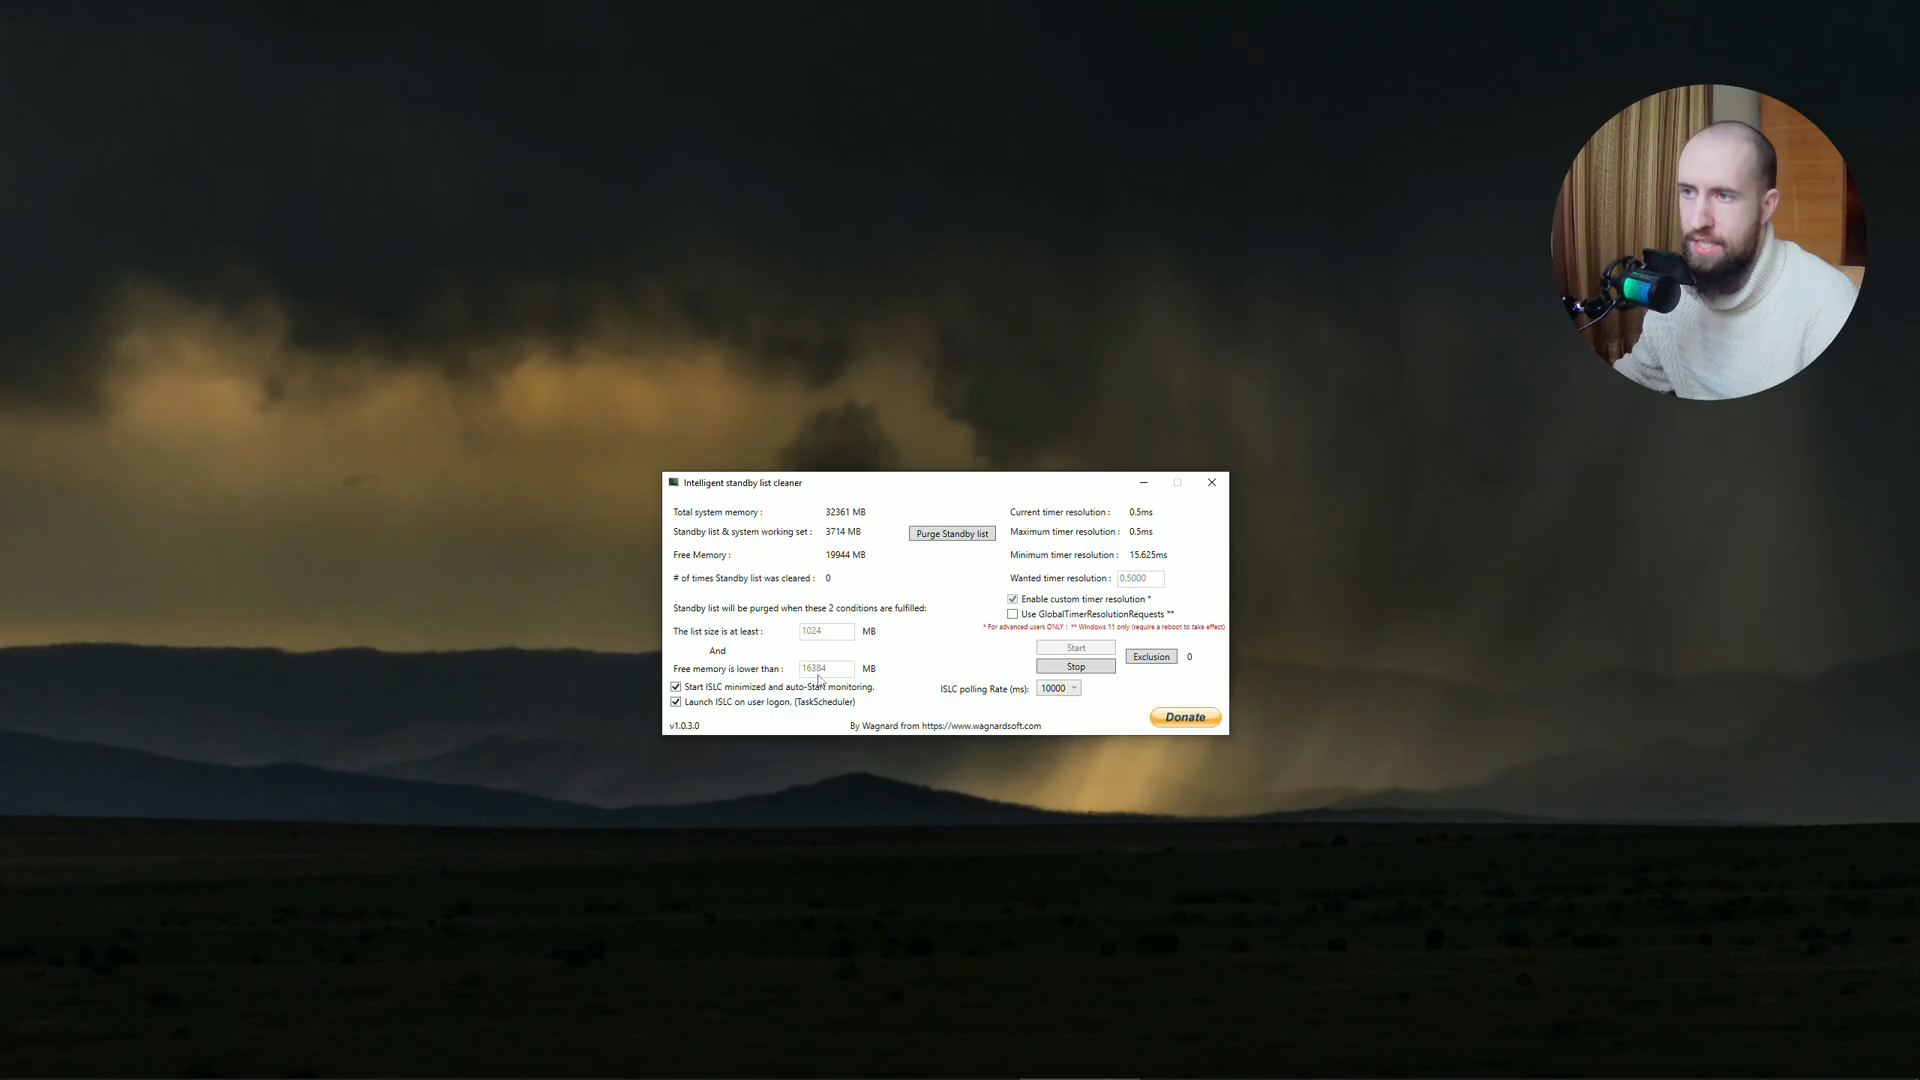 Intelligent standby list cleaner
Total system memory : 32361 MB
Standby list & system working set : 3714 MB
Purge Standby list
Free Memory : 19944 MB
# of times Standby list was cleared : 0
Standby list will be purged when these 2 conditions are fulfilled:
The list size is at least : 1024 MB
And
Free memory is lower than : 16384 MB
Start ISLC minimized and auto-Start monitoring.
Launch ISLC on user logon. (TaskScheduler)
Current timer resolution : 0.5ms
Maximum timer resolution : 0.5ms
Minimum timer resolution : 15.625ms
Wanted timer resolution : 0.5000
Enable custom timer resolution *
Use GlobalTimerResolutionRequests **
* For advanced users ONLY ! ** Windows 11 only (require a reboot to take effect)
Start
Stop
Exclusion 0
ISLC polling Rate (ms): 10000
Donate
v1.0.3.0
By Wagnard from https://www.wagnardsoft.com